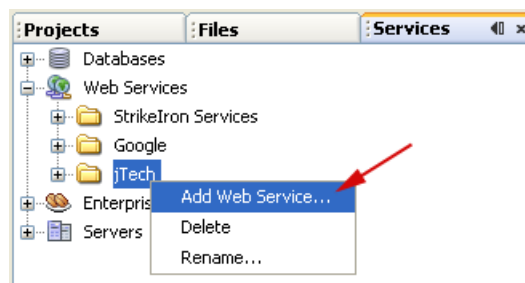 Projects Files Services
Databases
Web Services
StrikeIron Services
Google
jTech
Add Web Service...
Enterpris
Delete
Servers
Rename...